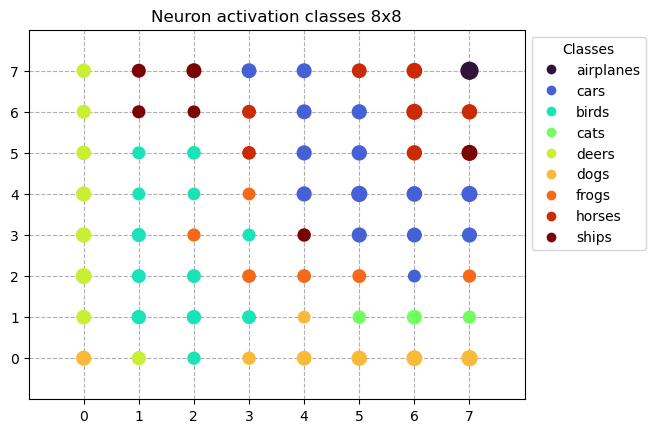 Neuron activation classes 8x8
7
6
5
4
3
2
1
0
0 1 2 3 4 5 6 7
Classes
airplanes
cars
birds
cats
deers
dogs
frogs
horses
ships